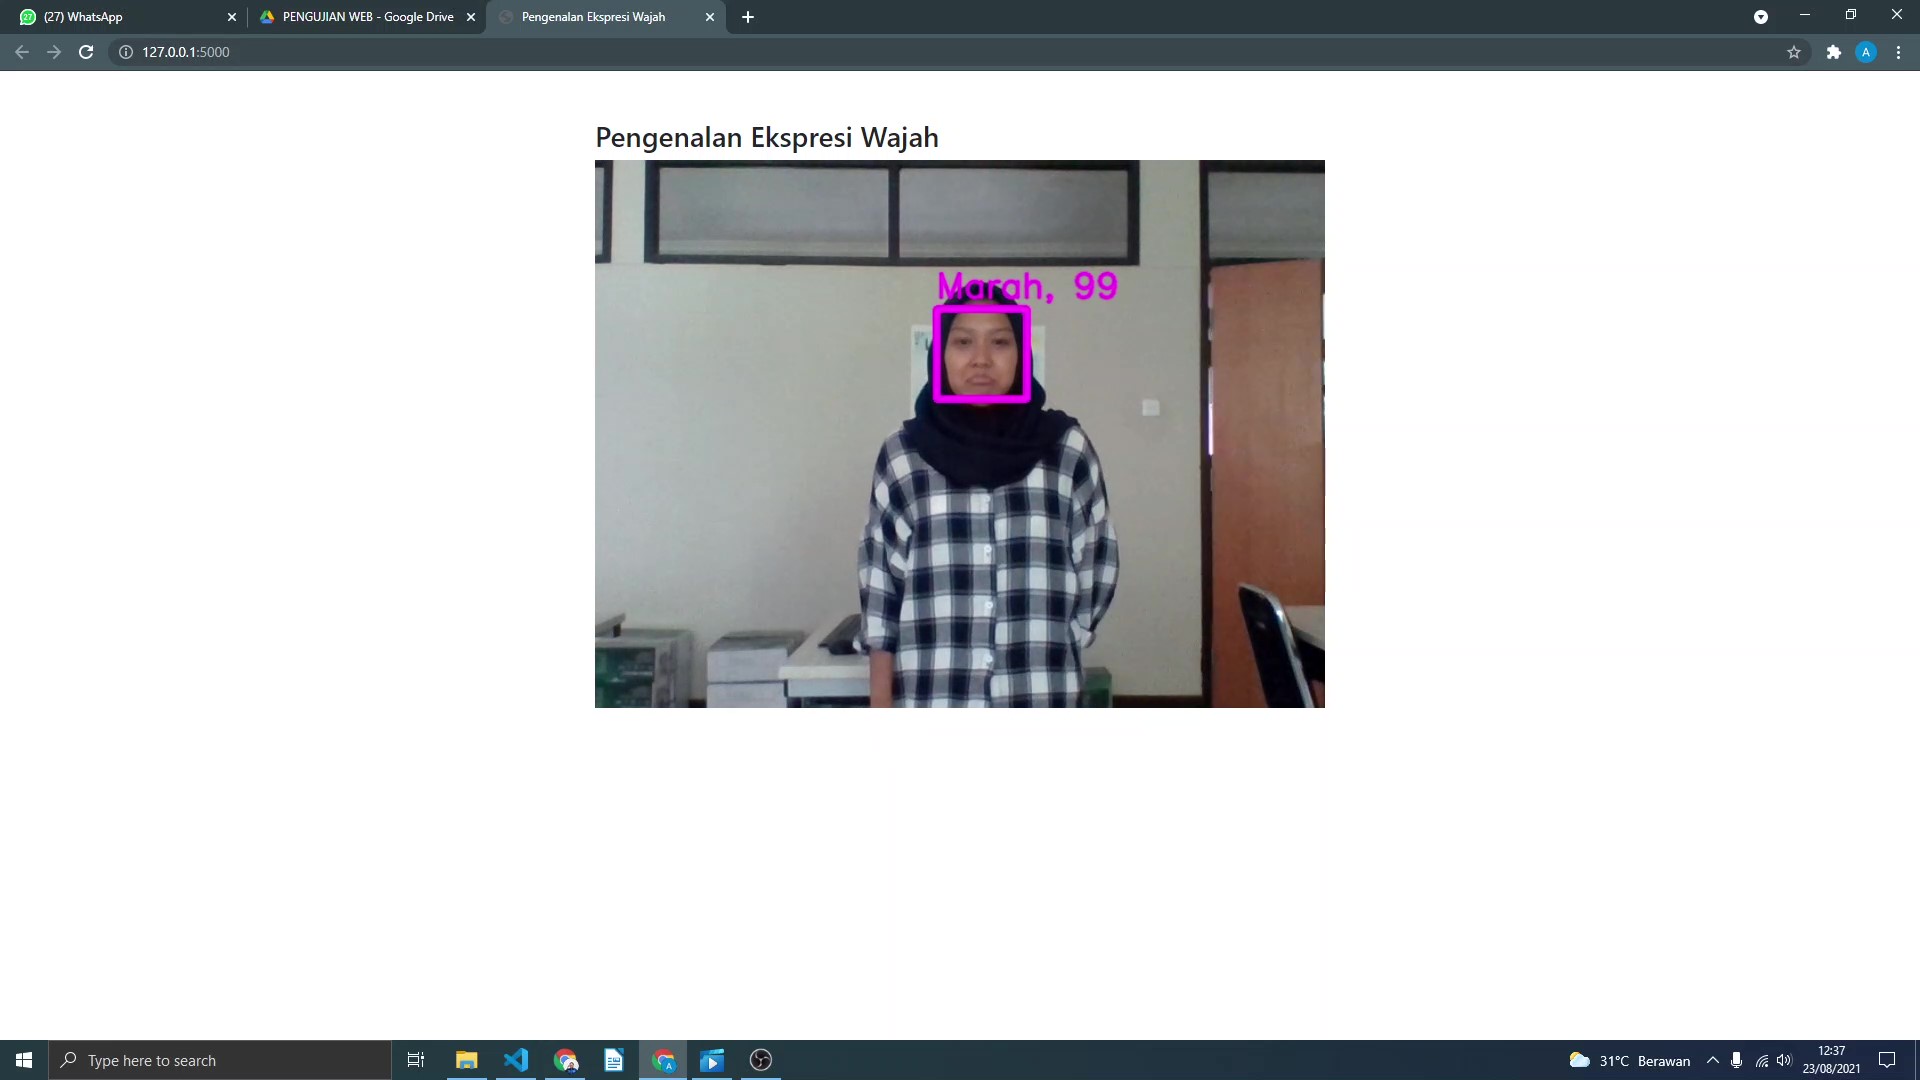 (27) WhatsApp
PENGUJIAN WEB - Google Drive
Pengenalan Ekspresi Wajah
127.0.0.1:5000
A
Pengenalan Ekspresi Wajah
Marah, 99
Type here to search
31°C Berawan
12:37
23/08/2021